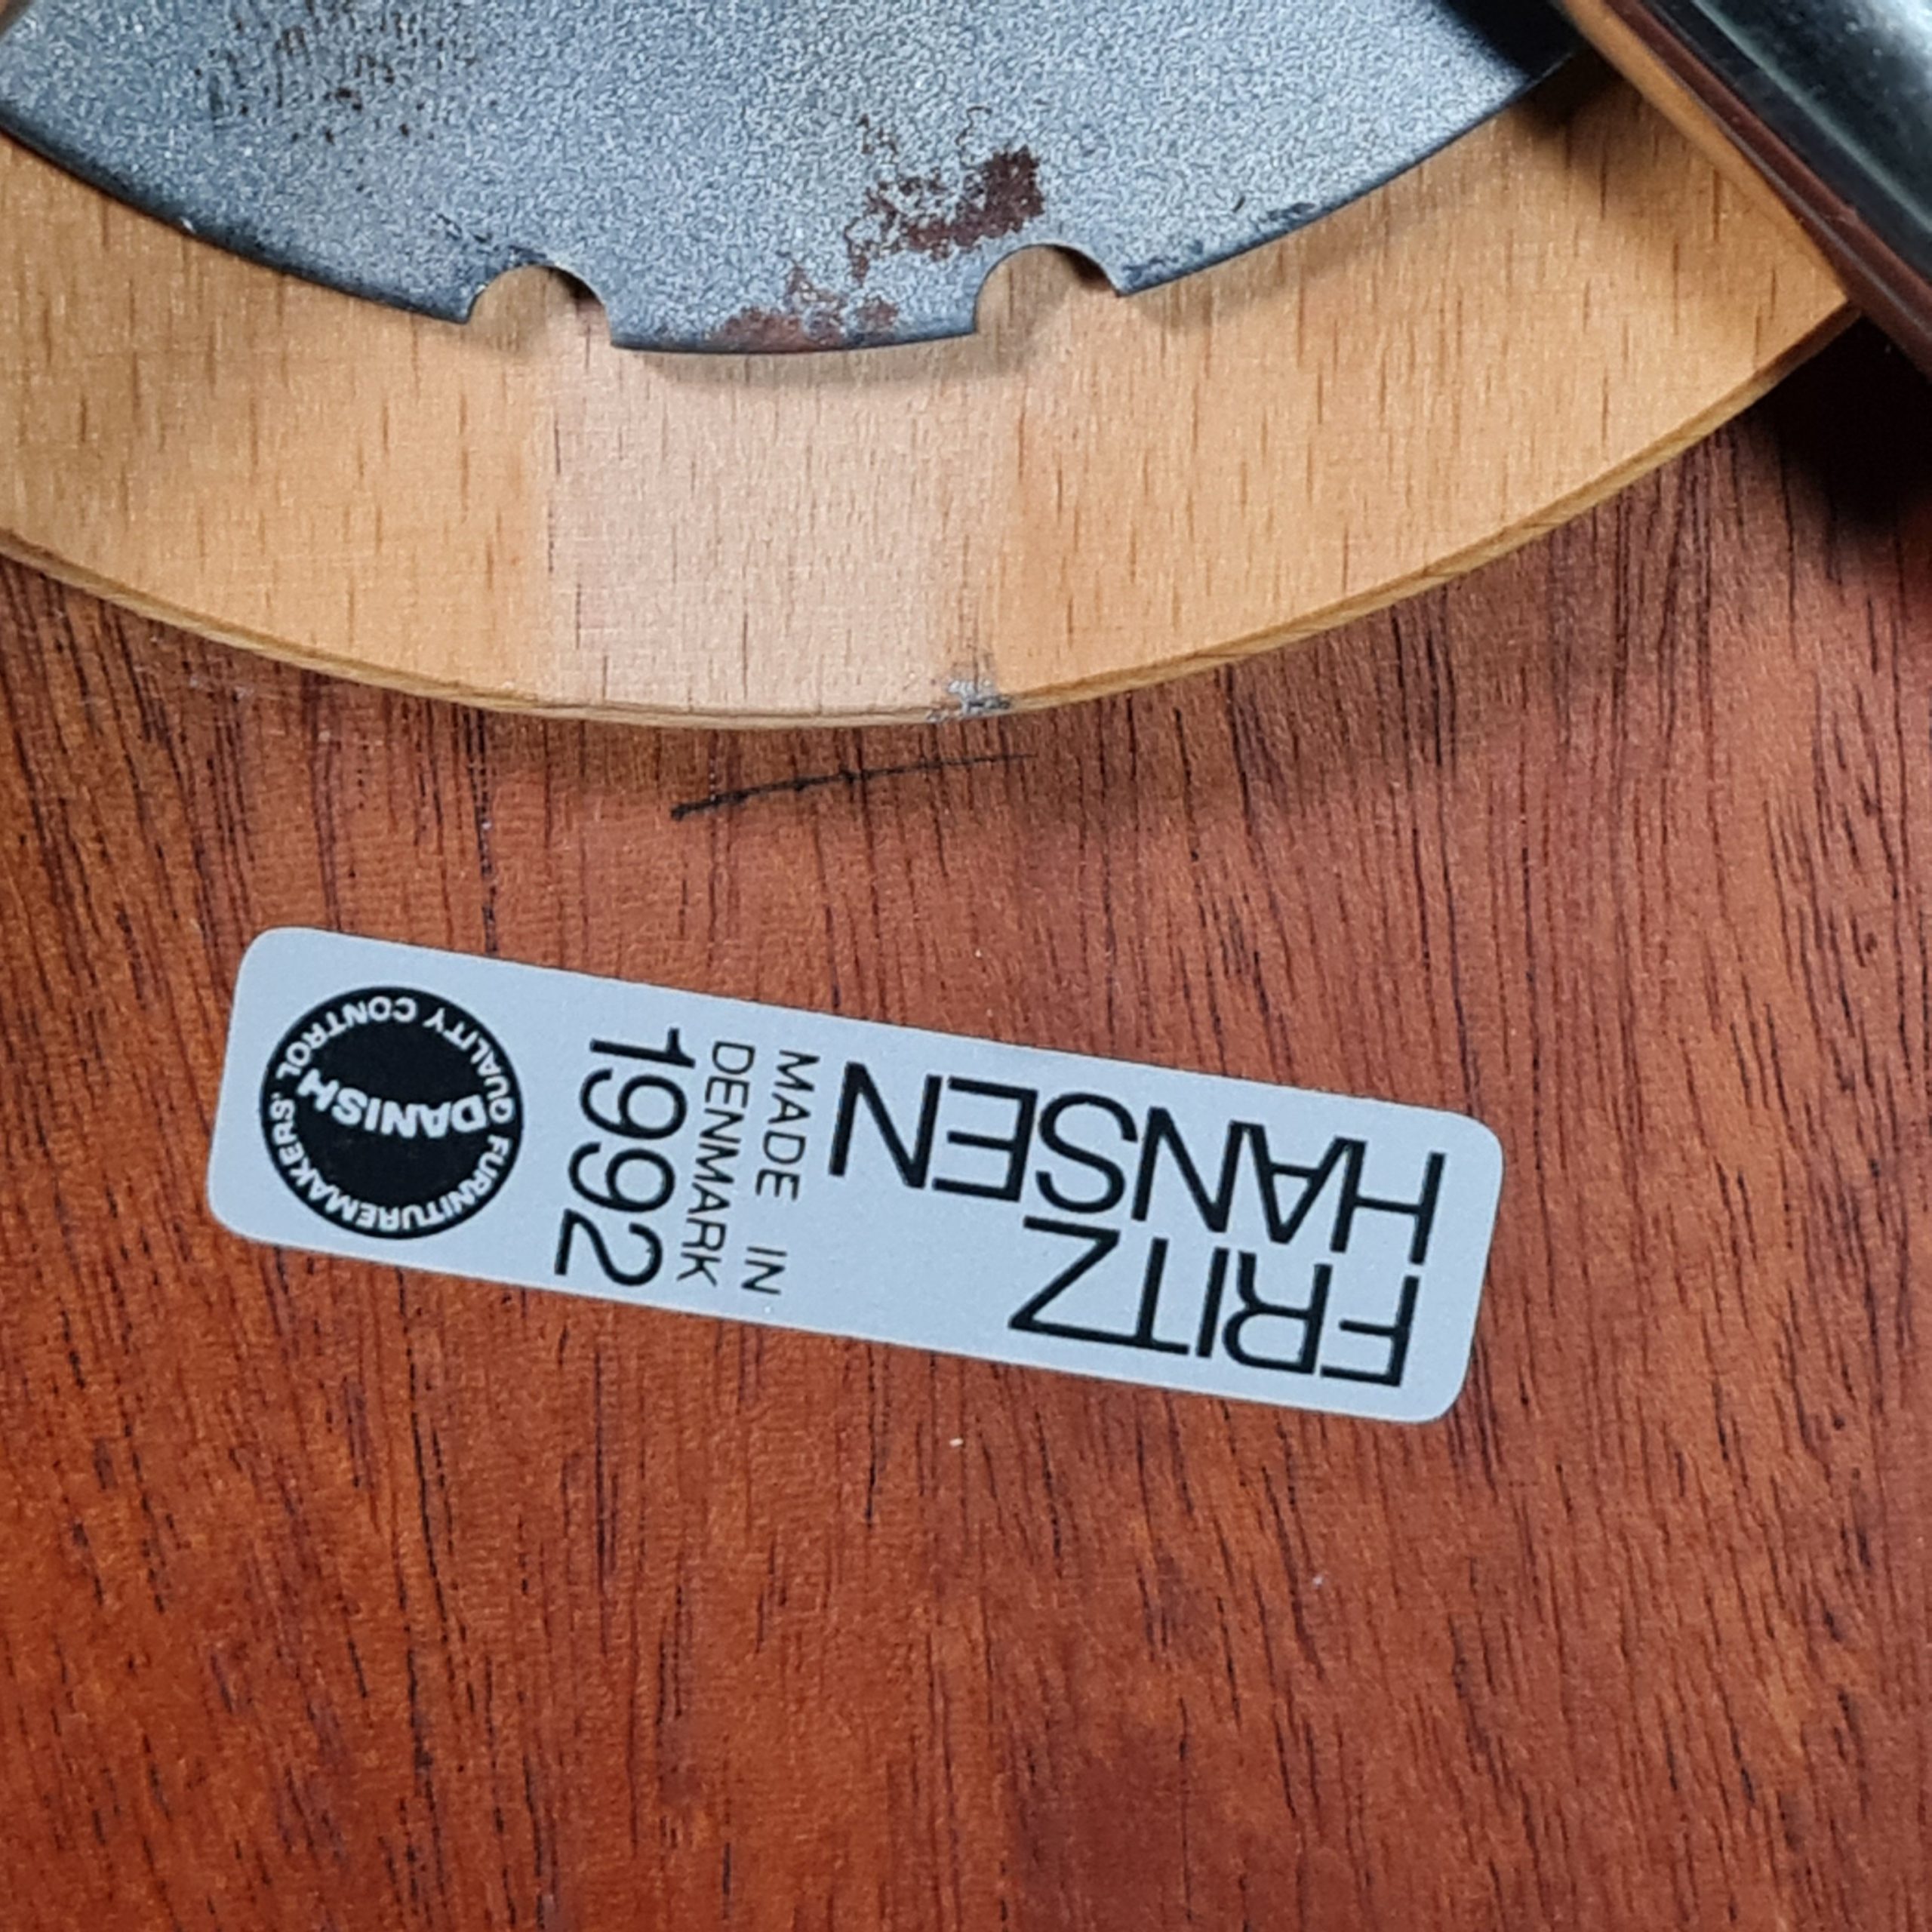 FRITZ
HANSEN
MADE IN
DENMARK
1992
DANISH
FURNITUREMAKERS'
QUALITY CONTROL